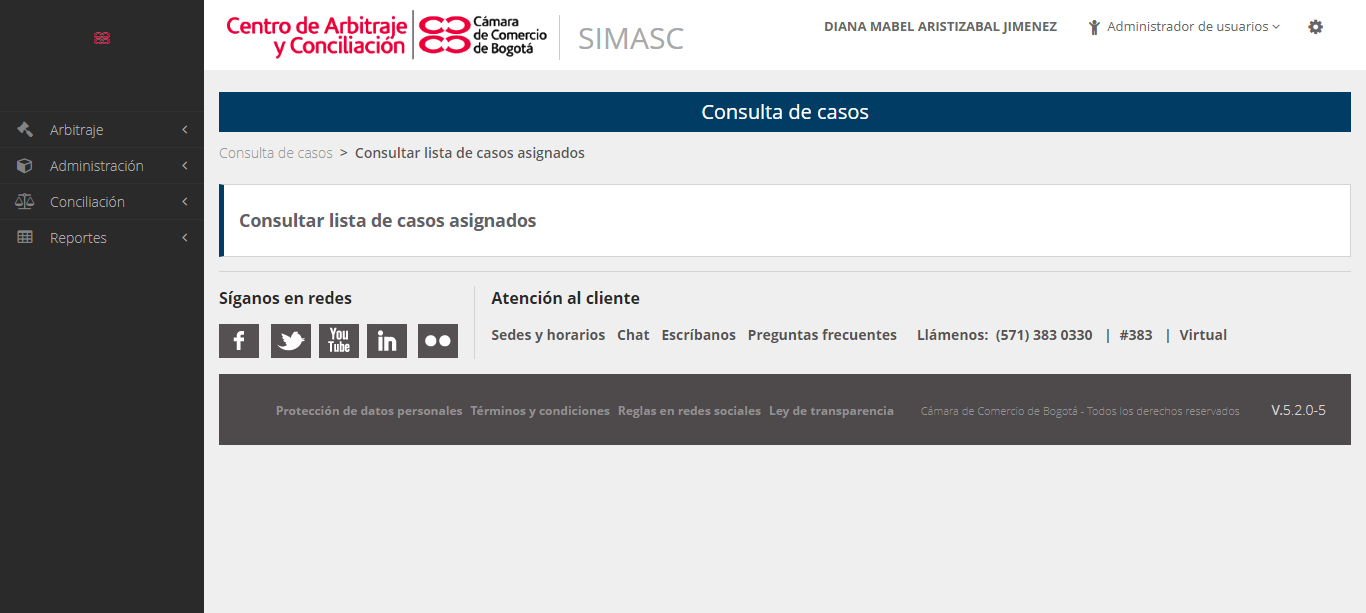 Centro de Arbitraje
y Conciliación
Cámara
de Comercio
de Bogotá
SIMASC
DIANA MABEL ARISTIZABAL JIMENEZ
Administrador de usuarios
Arbitraje
Administración
Conciliación
Reportes
Consulta de casos
Consulta de casos > Consultar lista de casos asignados
Consultar lista de casos asignados
Síganos en redes
f
You
Tube
in
Atención al cliente
Sedes y horarios Chat Escríbanos Preguntas frecuentes Llámenos: (571) 383 0330 | #383 | Virtual
Protección de datos personales Términos y condiciones Reglas en redes sociales Ley de transparencia Cámara de Comercio de Bogotá - Todos los derechos reservados V.5.2.0-5